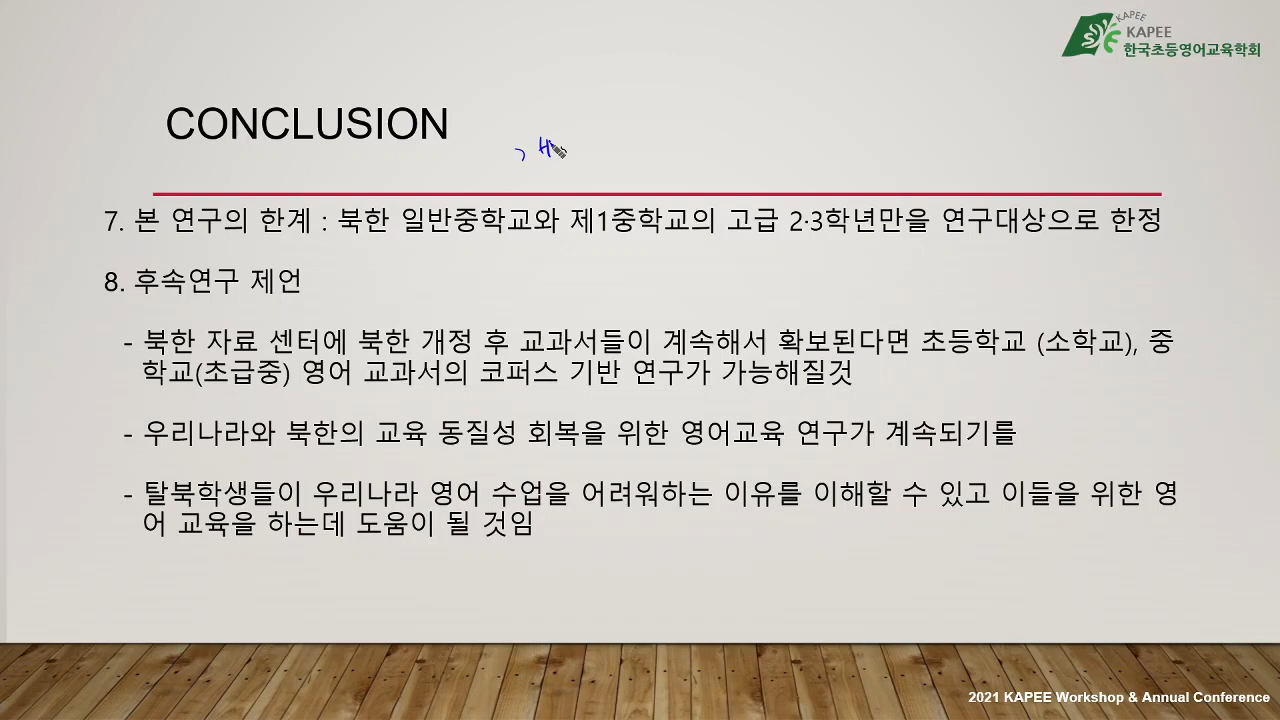 KAPEE
KAPEE
한국초등영어교육학회
CONCLUSION
7. 본 연구의 한계 : 북한 일반중학교와 제1중학교의 고급 2·3학년만을 연구대상으로 한정
8. 후속연구 제언
- 북한 자료 센터에 북한 개정 후 교과서들이 계속해서 확보된다면 초등학교 (소학교), 중
학교(초급중) 영어 교과서의 코퍼스 기반 연구가 가능해질것
- 우리나라와 북한의 교육 동질성 회복을 위한 영어교육 연구가 계속되기를
- 탈북학생들이 우리나라 영어 수업을 어려워하는 이유를 이해할 수 있고 이들을 위한 영
어 교육을 하는데 도움이 될 것임
2021 KAPEE Workshop & Annual Conference